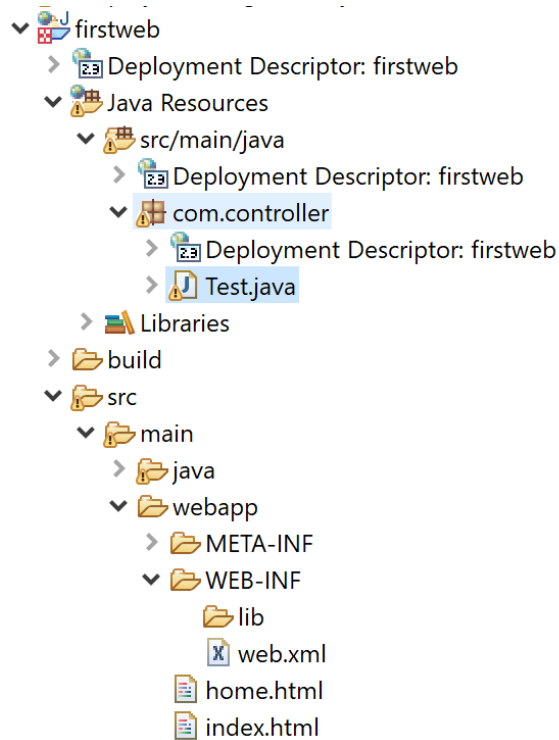 firstweb
Deployment Descriptor: firstweb
Java Resources
src/main/java
Deployment Descriptor: firstweb
com.controller
Deployment Descriptor: firstweb
Test.java
Libraries
build
src
main
java
webapp
META-INF
WEB-INF
lib
web.xml
home.html
index.html